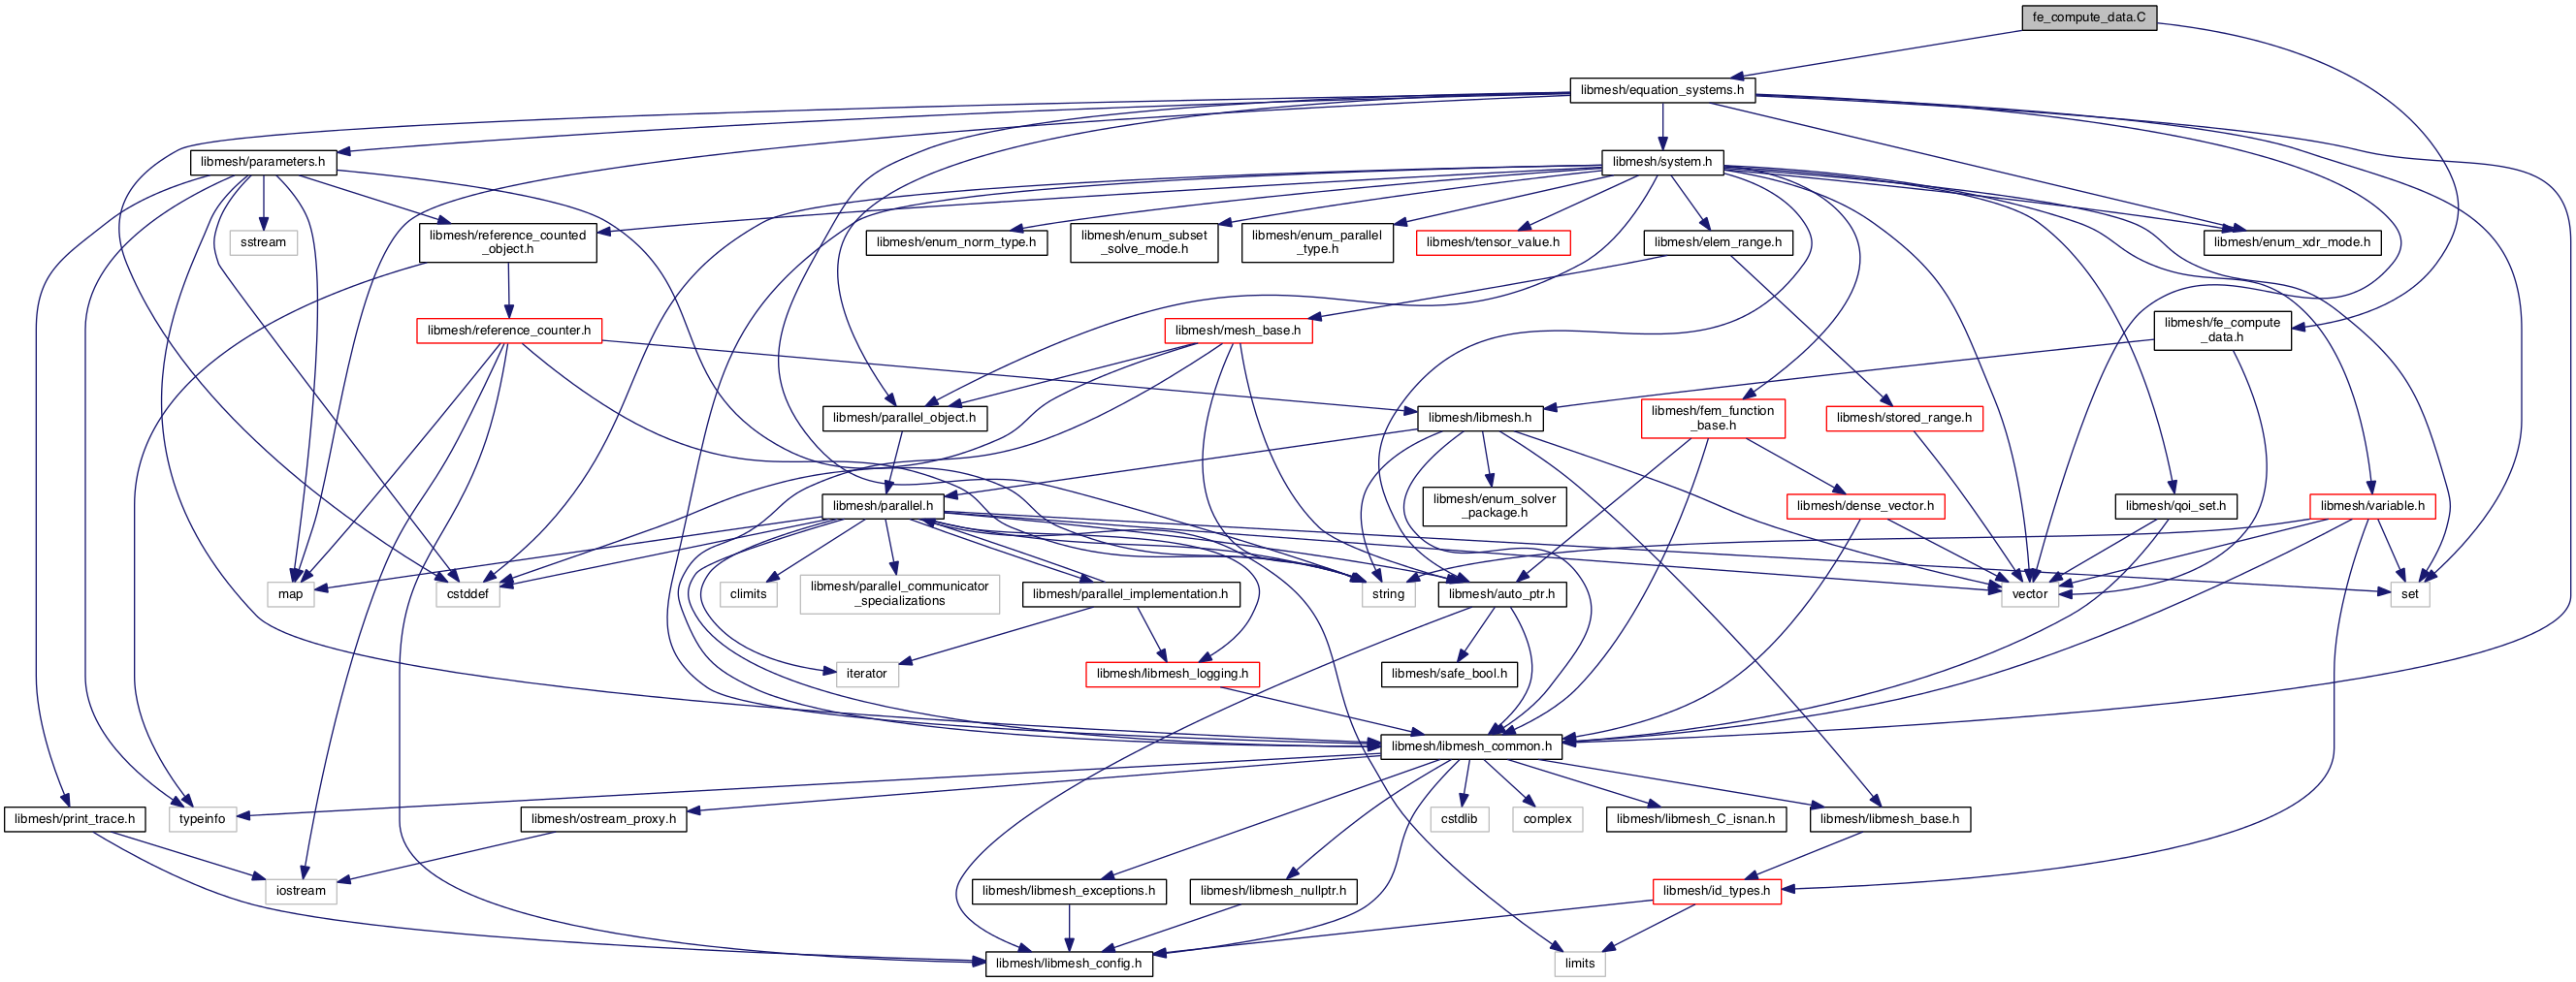 fe_compute_data.C
libmesh/equation_systems.h
libmesh/parameters.h
libmesh/system.h
sstream
libmesh/reference_counted
_object.h
libmesh/enum_norm_type.h
libmesh/enum_subset
_solve_mode.h
libmesh/enum_parallel
_type.h
libmesh/tensor_value.h
libmesh/elem_range.h
libmesh/enum_xdr_mode.h
libmesh/reference_counter.h
libmesh/mesh_base.h
libmesh/fe_compute
_data.h
libmesh/parallel_object.h
libmesh/libmesh.h
libmesh/fem_function
_base.h
libmesh/stored_range.h
libmesh/parallel.h
libmesh/enum_solver
_package.h
libmesh/dense_vector.h
libmesh/qoi_set.h
libmesh/variable.h
map
cstddef
climits
libmesh/parallel_communicator
_specializations
libmesh/parallel_implementation.h
string
libmesh/auto_ptr.h
vector
set
iterator
libmesh/libmesh_logging.h
libmesh/safe_bool.h
libmesh/libmesh_common.h
libmesh/print_trace.h
typeinfo
libmesh/ostream_proxy.h
cstdlib
complex
libmesh/libmesh_C_isnan.h
libmesh/libmesh_base.h
iostream
libmesh/libmesh_exceptions.h
libmesh/libmesh_nullptr.h
libmesh/id_types.h
libmesh/libmesh_config.h
limits